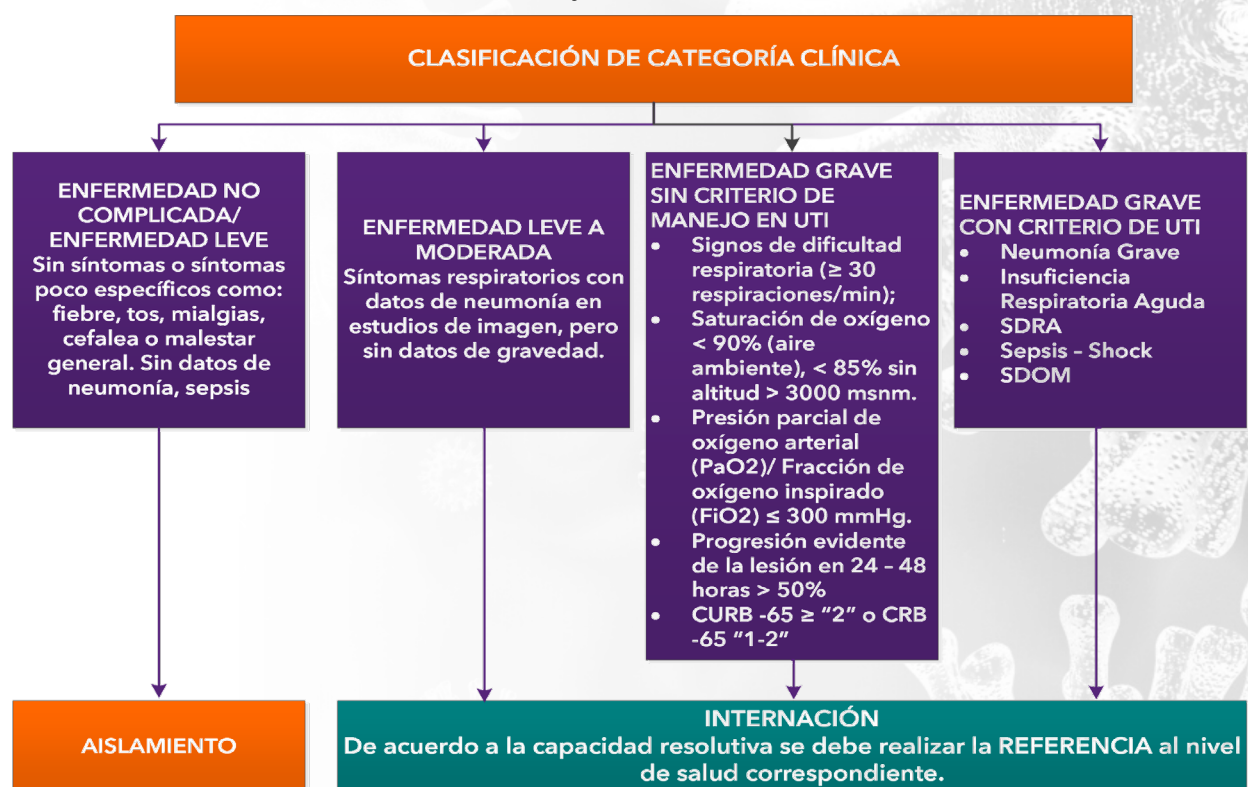 CLASIFICACIÓN DE CATEGORÍA CLÍNICA
ENFERMEDAD NO
COMPLICADA/
ENFERMEDAD LEVE
Sin síntomas o síntomas
poco específicos como:
fiebre, tos, mialgias,
cefalea o malestar
general. Sin datos de
neumonía, sepsis
ENFERMEDAD LEVE A
MODERADA
Síntomas respiratorios con
datos de neumonía en
estudios de imagen, pero
sin datos de gravedad.
ENFERMEDAD GRAVE
SIN CRITERIO DE
MANEJO EN UTI
• Signos de dificultad
respiratoria (≥ 30
respiraciones/min);
• Saturación de oxígeno
< 90% (aire
ambiente), < 85% sin
altitud > 3000 msnm.
• Presión parcial de
oxígeno arterial
(PaO2)/ Fracción de
oxígeno inspirado
(FiO2) ≤ 300 mmHg.
• Progresión evidente
de la lesión en 24 – 48
horas > 50%
• CURB -65 ≥ “2” o CRB
-65 “1-2”
ENFERMEDAD GRAVE
CON CRITERIO DE UTI
• Neumonía Grave
• Insuficiencia
Respiratoria Aguda
• SDRA
• Sepsis – Shock
• SDOM
AISLAMIENTO
INTERNACIÓN
De acuerdo a la capacidad resolutiva se debe realizar la REFERENCIA al nivel
de salud correspondiente.